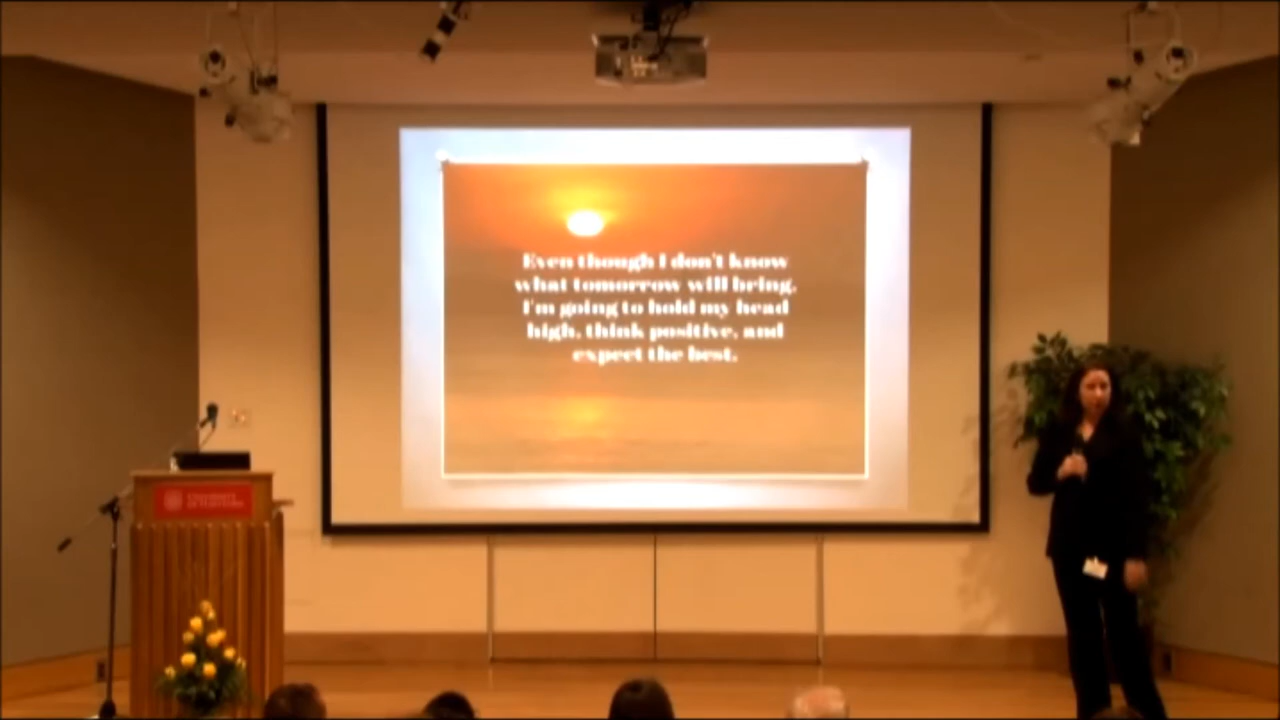 Even though I don't know
what tomorrow will bring,
I'm going to hold my head
high, think positive, and
expect the best.
UNIVERSITY